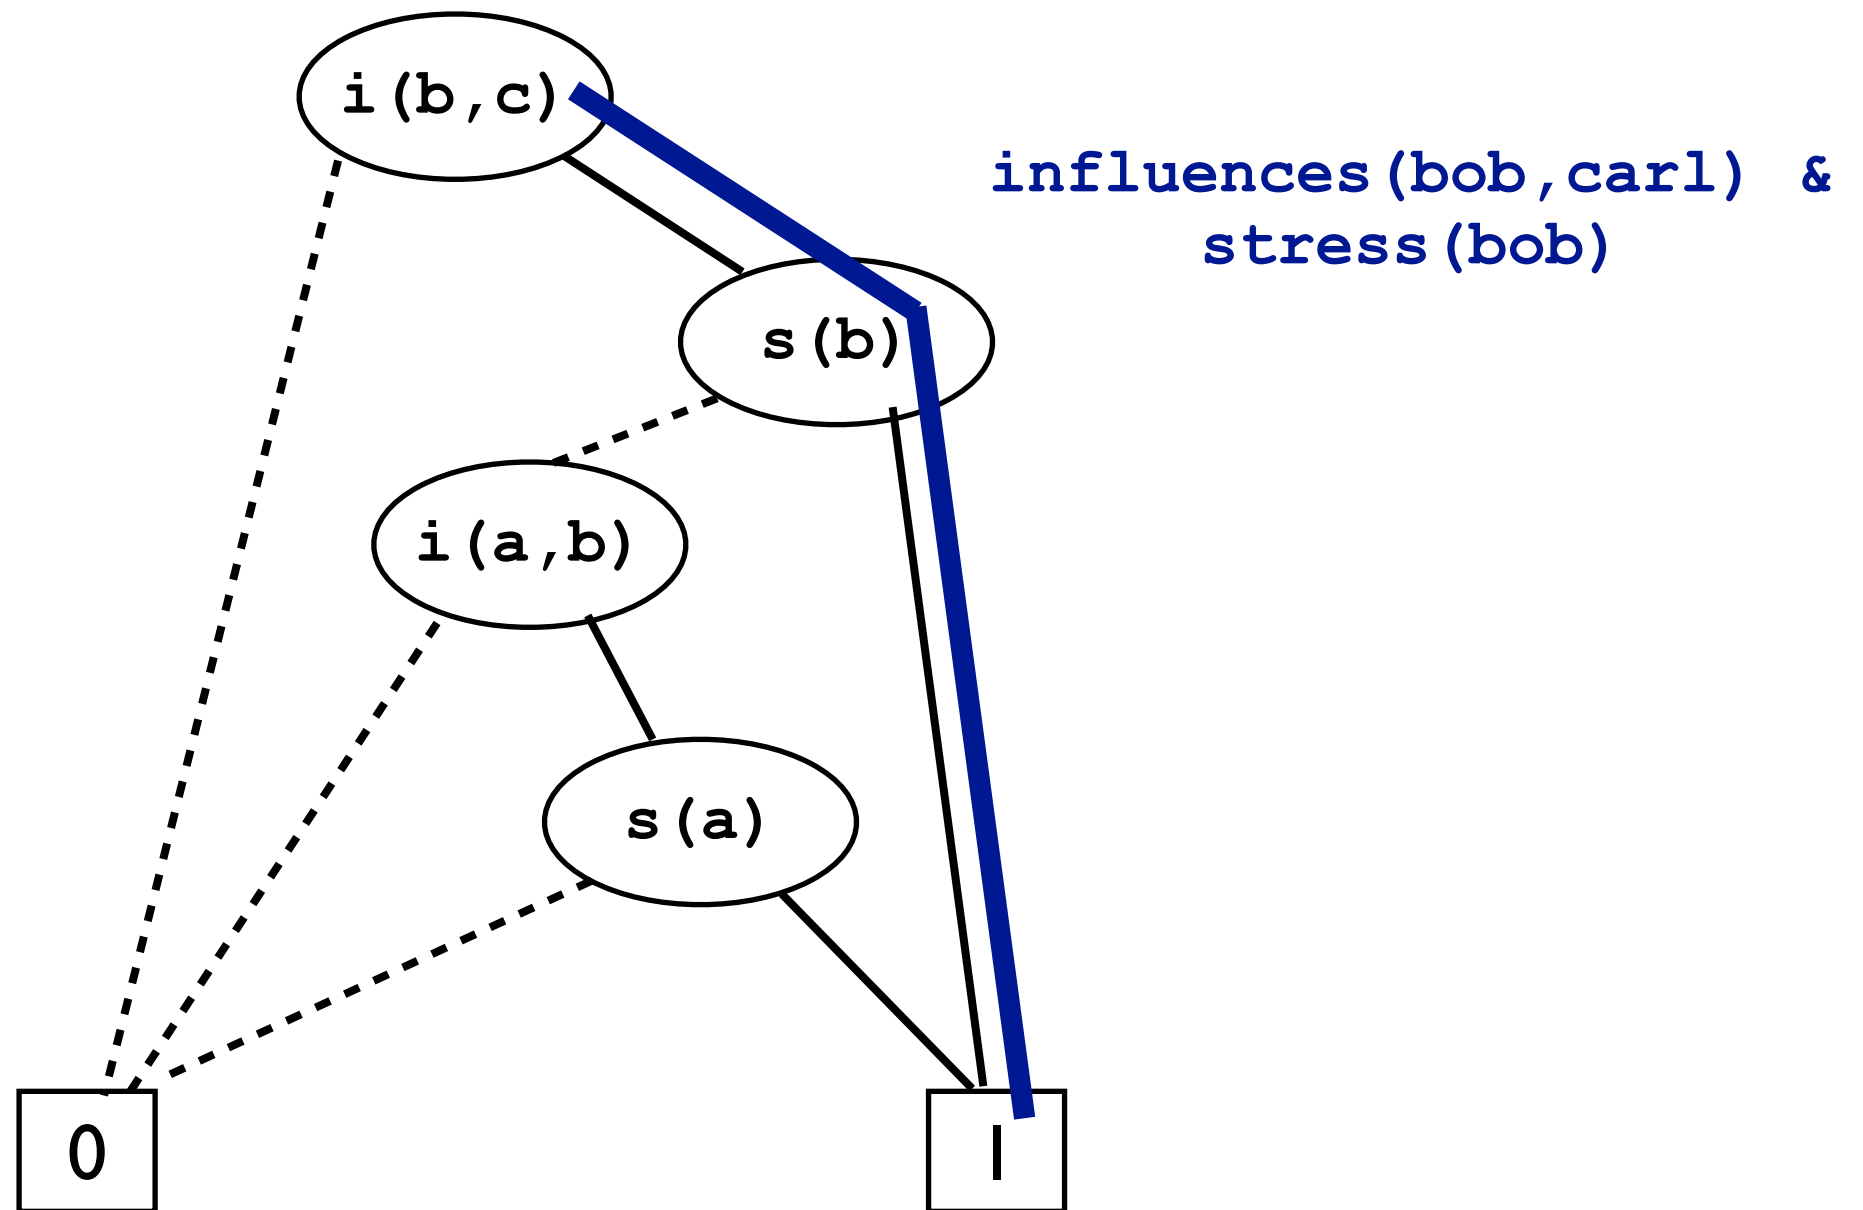 i(b,c)
influences(bob,carl) &
stress(bob)
s(b)
i(a,b)
s(a)
0
1